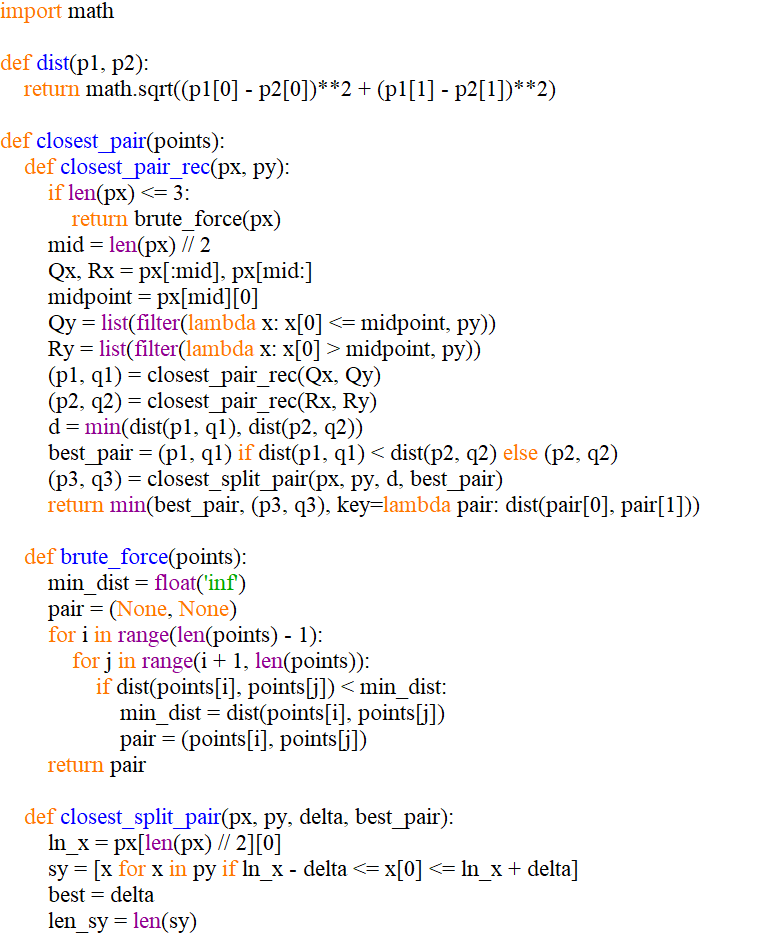 import math

def dist(p1, p2):
    return math.sqrt((p1[0] - p2[0])**2 + (p1[1] - p2[1])**2)

def closest_pair(points):
    def closest_pair_rec(px, py):
        if len(px) <= 3:
            return brute_force(px)
        mid = len(px) // 2
        Qx, Rx = px[:mid], px[mid:]
        midpoint = px[mid][0]
        Qy = list(filter(lambda x: x[0] <= midpoint, py))
        Ry = list(filter(lambda x: x[0] > midpoint, py))
        (p1, q1) = closest_pair_rec(Qx, Qy)
        (p2, q2) = closest_pair_rec(Rx, Ry)
        d = min(dist(p1, q1), dist(p2, q2))
        best_pair = (p1, q1) if dist(p1, q1) < dist(p2, q2) else (p2, q2)
        (p3, q3) = closest_split_pair(px, py, d, best_pair)
        return min(best_pair, (p3, q3), key=lambda pair: dist(pair[0], pair[1]))

    def brute_force(points):
        min_dist = float('inf')
        pair = (None, None)
        for i in range(len(points) - 1):
            for j in range(i + 1, len(points)):
                if dist(points[i], points[j]) < min_dist:
                    min_dist = dist(points[i], points[j])
                    pair = (points[i], points[j])
        return pair

    def closest_split_pair(px, py, delta, best_pair):
        ln_x = px[len(px) // 2][0]
        sy = [x for x in py if ln_x - delta <= x[0] <= ln_x + delta]
        best = delta
        len_sy = len(sy)